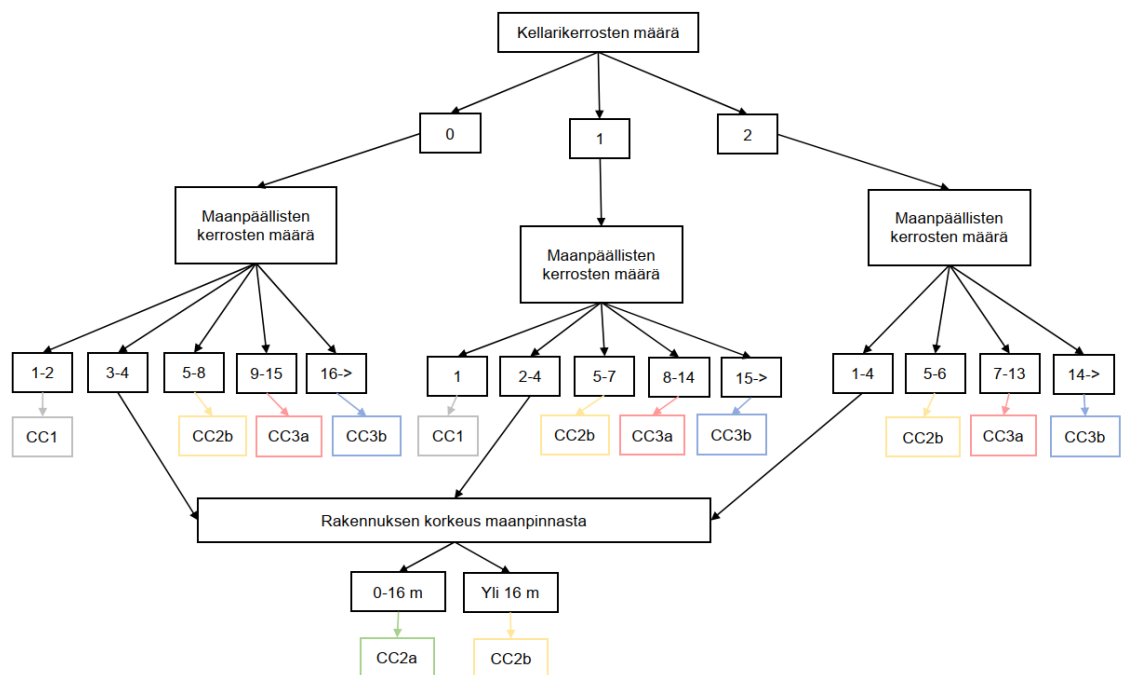 Kellarikerrosten määrä
0
1
2
Maanpäällisten
kerrosten määrä
Maanpäällisten
kerrosten määrä
Maanpäällisten
kerrosten määrä
1-2
3-4
5-8
9-15
16->
1
2-4
5-7
8-14
15->
1-4
5-6
7-13
14->
CC1
CC2b
CC3a
CC3b
CC1
CC2b
CC3a
CC3b
CC2b
CC3a
CC3b
Rakennuksen korkeus maanpinnasta
0-16 m
Yli 16 m
CC2a
CC2b